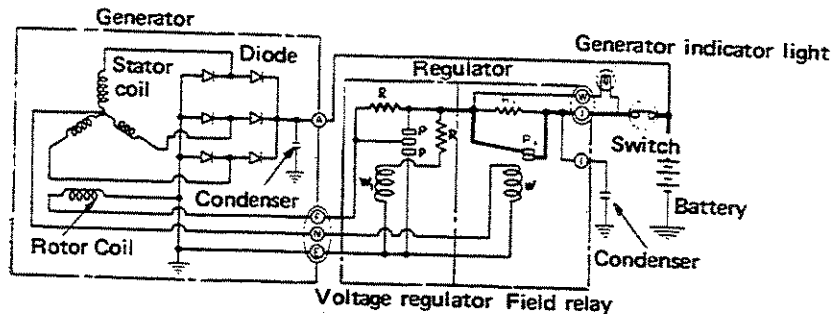 Generator
Diode
Stator
coil
Condenser
Rotor Coil
A
F
N
E
Regulator
R
R
P
P
W
I
Generator indicator light
Switch
Battery
Condenser
Voltage regulator
Field relay